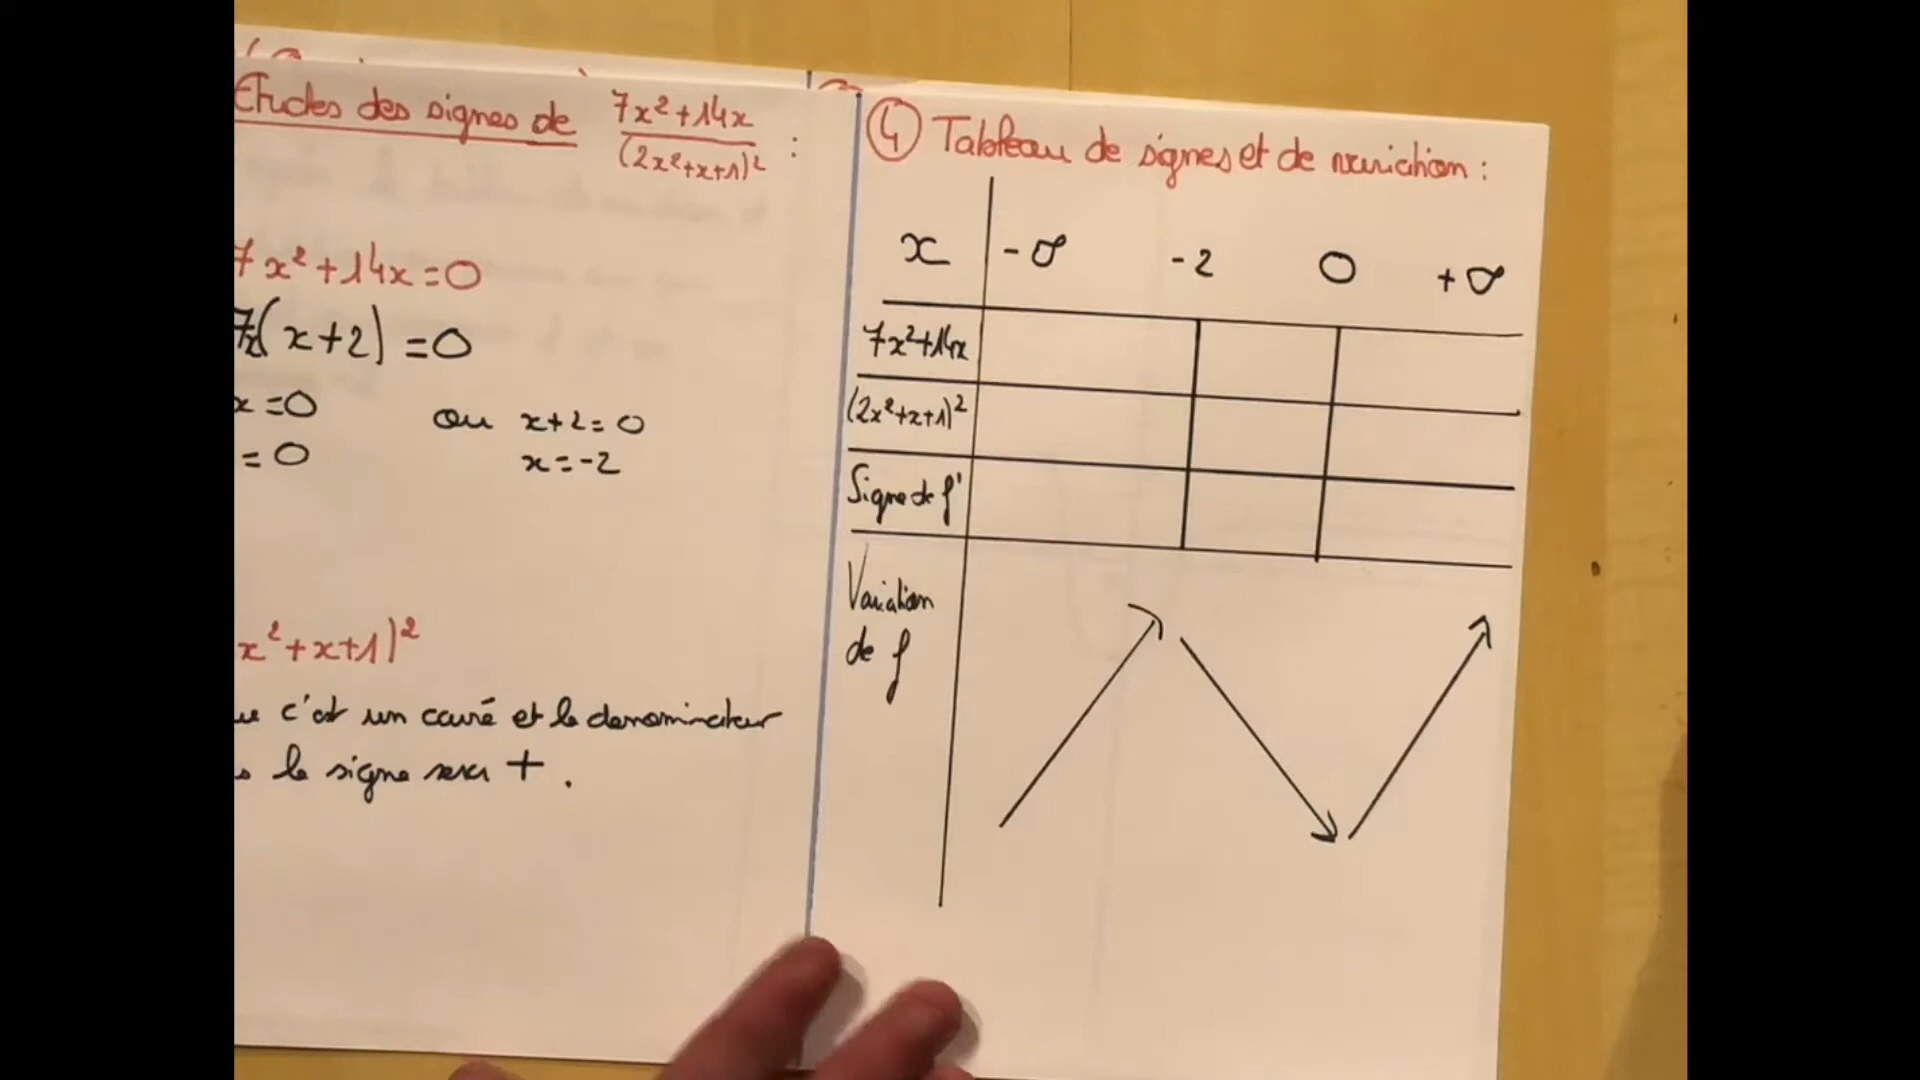 Etudes des signes de 7x²+14x / (2x²+x+1)² :
7x²+14x=0
7x(x+2)=0
x=0 ou x+2=0
=0 x=-2
x²+x+1)²
c'est un carré et le denominateur
le signe sera + .
④ Tableau de signes et de variation :
x -∞ -2 0 +∞
7x²+14x
(2x²+x+1)²
Signe de f'
Variation
de f